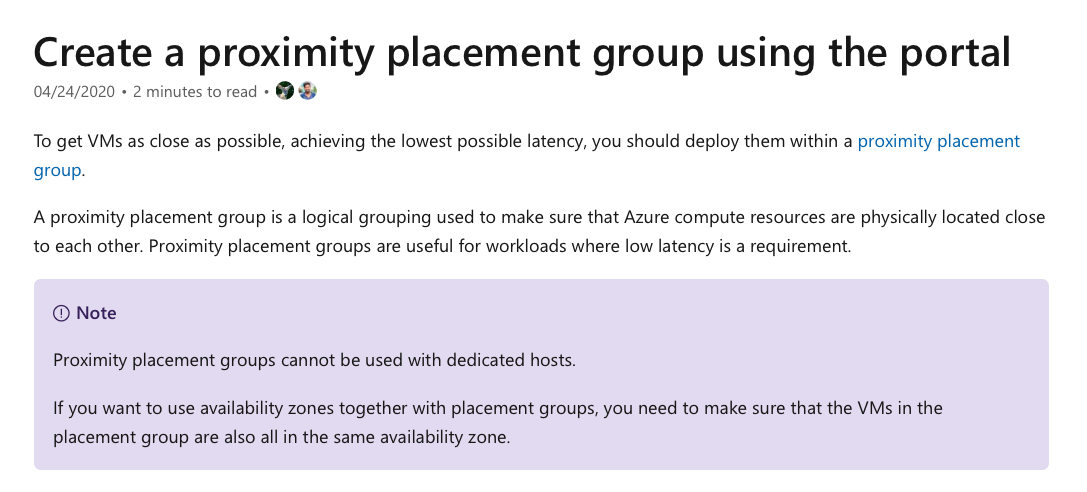 Create a proximity placement group using the portal
04/24/2020 • 2 minutes to read •
To get VMs as close as possible, achieving the lowest possible latency, you should deploy them within a proximity placement
group.
A proximity placement group is a logical grouping used to make sure that Azure compute resources are physically located close
to each other. Proximity placement groups are useful for workloads where low latency is a requirement.
Note
Proximity placement groups cannot be used with dedicated hosts.
If you want to use availability zones together with placement groups, you need to make sure that the VMs in the
placement group are also all in the same availability zone.